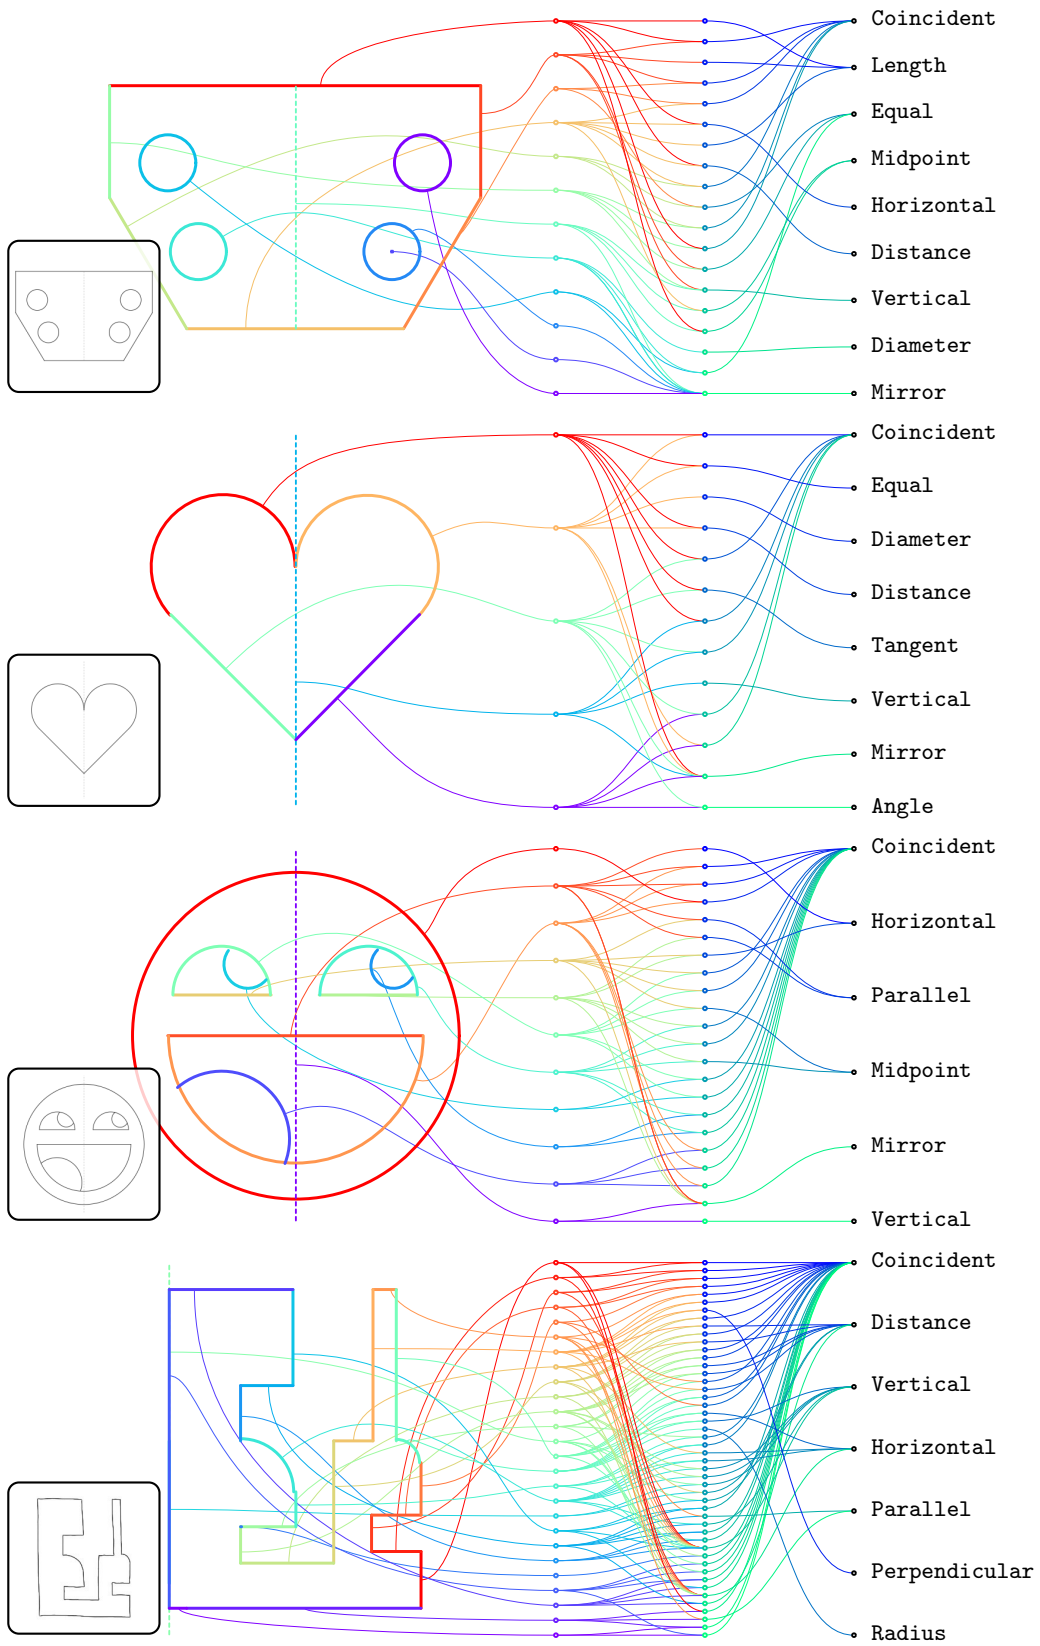 Coincident
Length
Equal
Midpoint
Horizontal
Distance
Vertical
Diameter
Mirror
Coincident
Equal
Diameter
Distance
Tangent
Vertical
Mirror
Angle
Coincident
Horizontal
Parallel
Midpoint
Mirror
Vertical
Coincident
Distance
Vertical
Horizontal
Parallel
Perpendicular
Radius